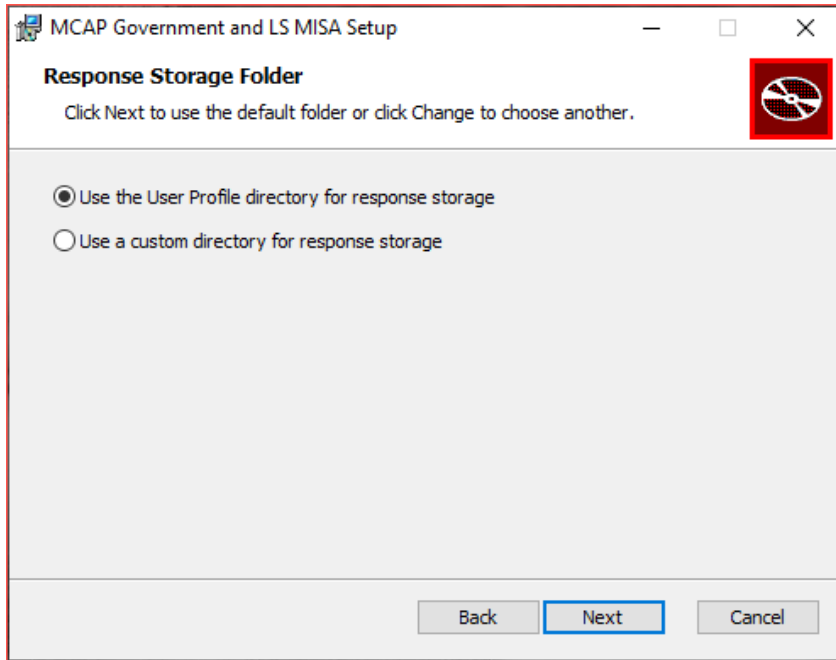 MCAP Government and LS MISA Setup
Response Storage Folder
Click Next to use the default folder or click Change to choose another.
Use the User Profile directory for response storage
Use a custom directory for response storage
Back Next Cancel